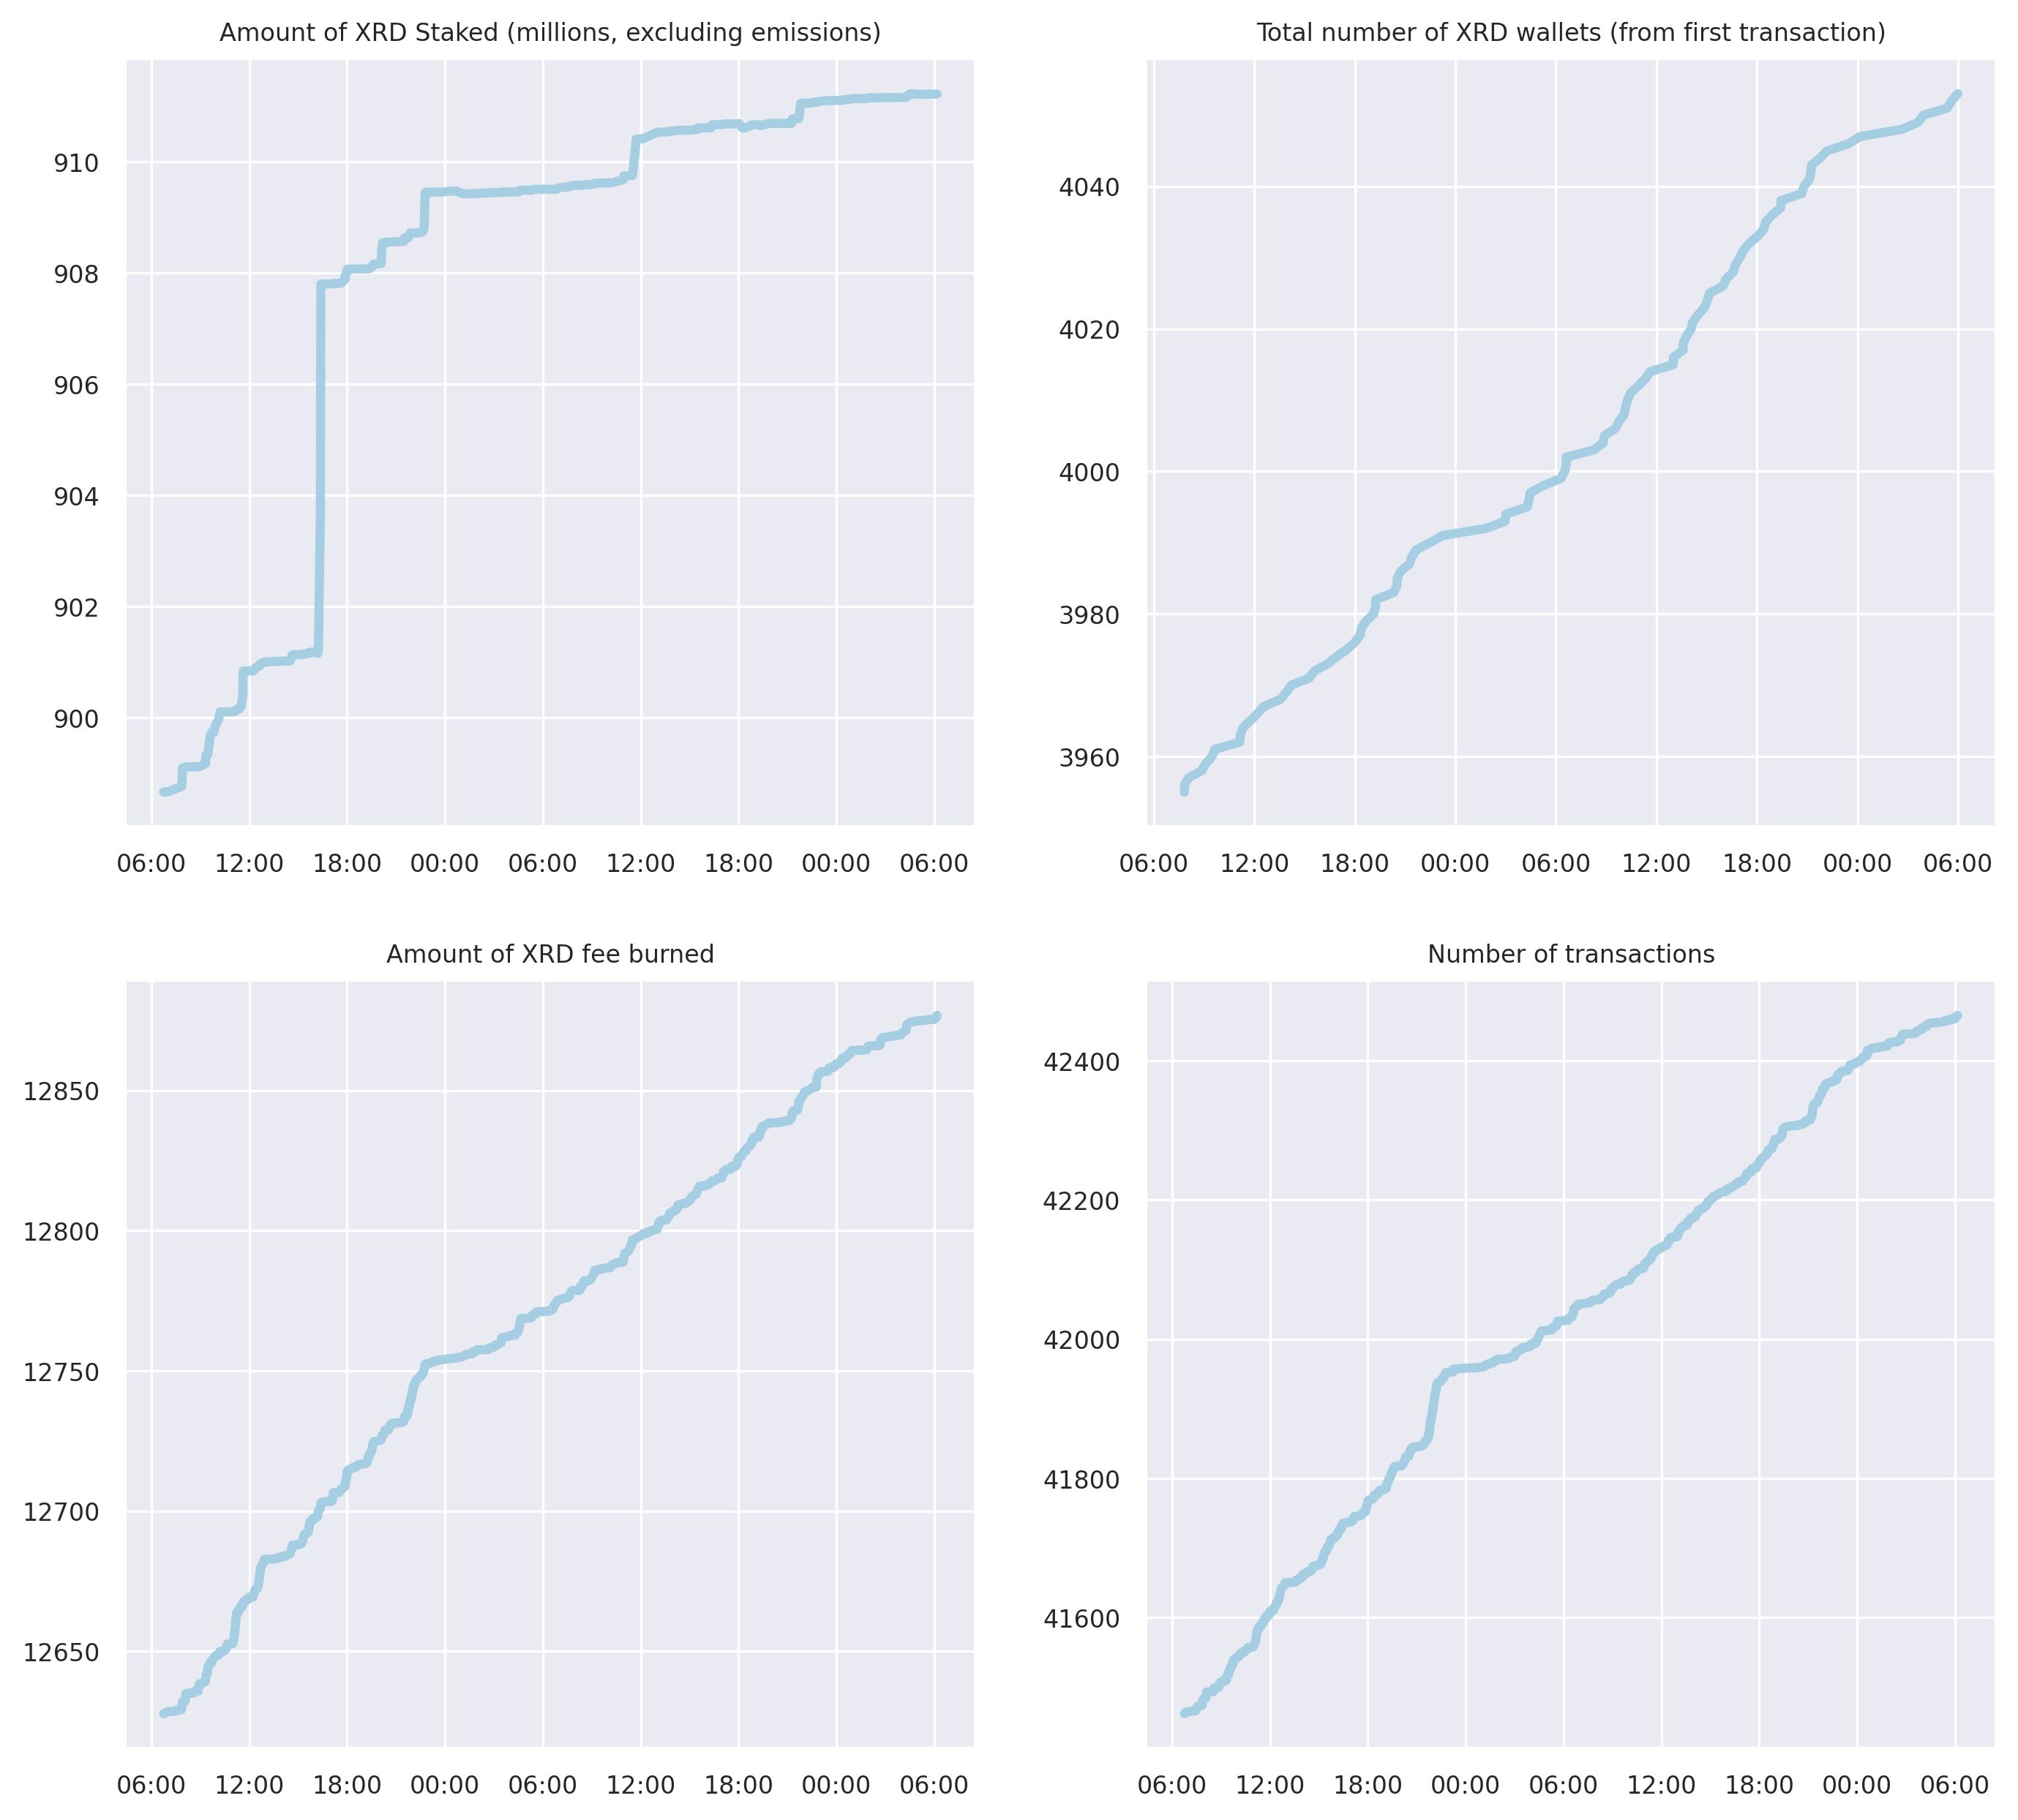 Amount of XRD Staked (millions, excluding emissions)
910
908
906
904
902
900
06:00 12:00 18:00 00:00 06:00 12:00 18:00 00:00 06:00
Total number of XRD wallets (from first transaction)
4040
4020
4000
3980
3960
06:00 12:00 18:00 00:00 06:00 12:00 18:00 00:00 06:00
Amount of XRD fee burned
12850
12800
12750
12700
12650
06:00 12:00 18:00 00:00 06:00 12:00 18:00 00:00 06:00
Number of transactions
42400
42200
42000
41800
41600
06:00 12:00 18:00 00:00 06:00 12:00 18:00 00:00 06:00